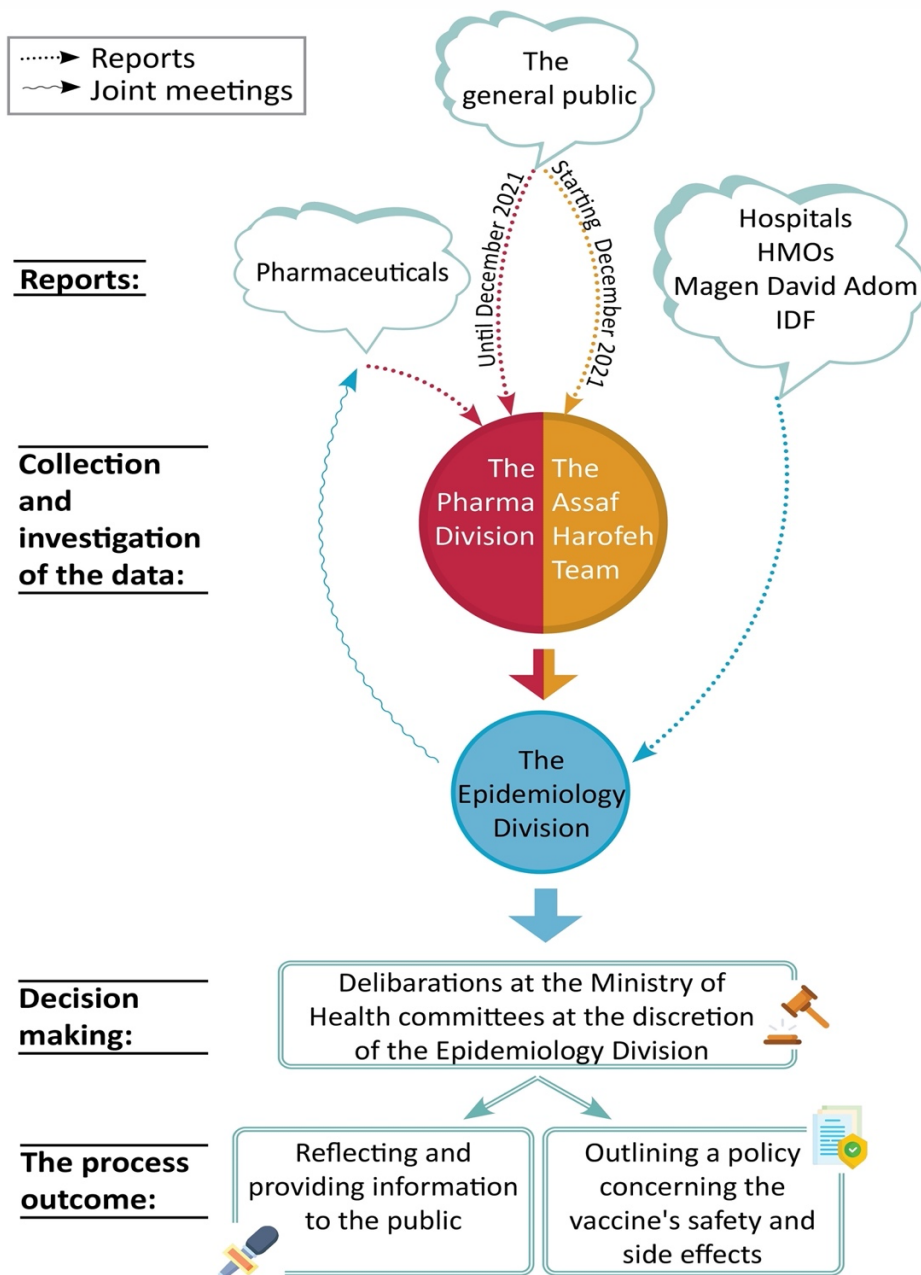 Reports
Joint meetings
The
general public
Until December 2021
Starting December 2021
Hospitals
HMOs
Magen David Adom
IDF
Pharmaceuticals
Reports:
Collection
and
investigation
of the data:
The
Pharma
Division
The
Assaf
Harofeh
Team
The
Epidemiology
Division
Decision
making:
Delibarations at the Ministry of
Health committees at the discretion
of the Epidemiology Division
The process
outcome:
Reflecting and
providing information
to the public
Outlining a policy
concerning the
vaccine's safety and
side effects